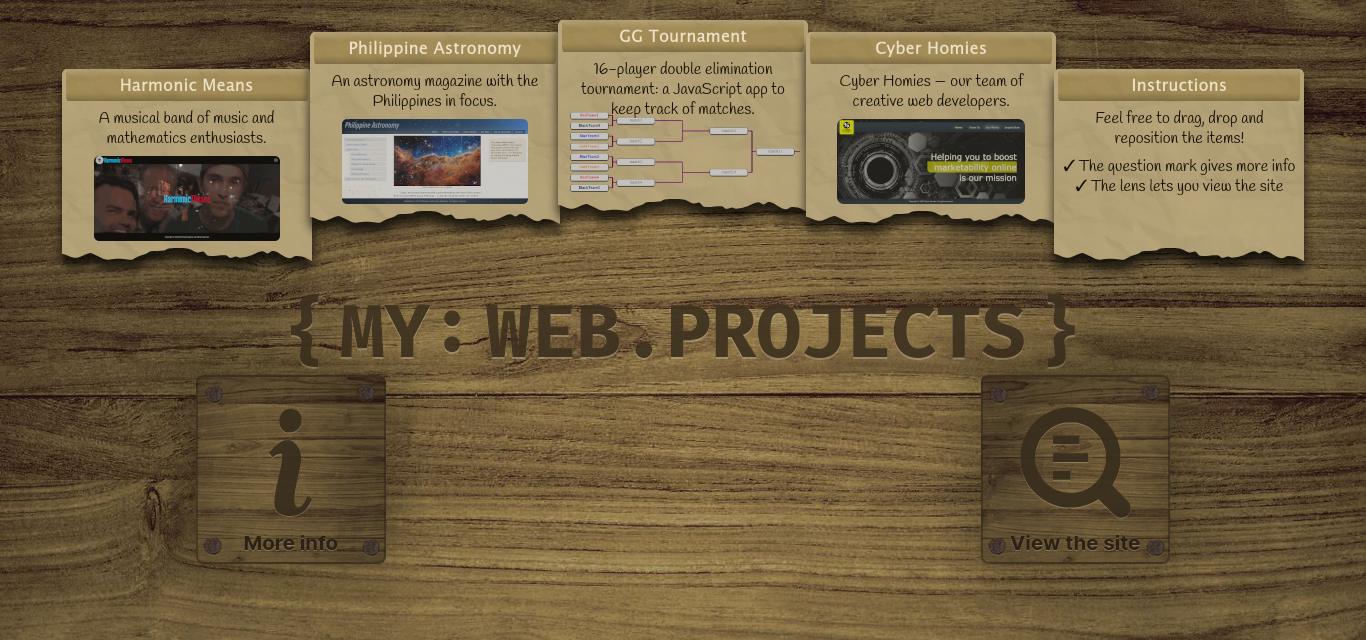 Harmonic Means
A musical band of music and
mathematics enthusiasts.
HarmonicMeans
Philippine Astronomy
An astronomy magazine with the
Philippines in focus.
Philippine Astronomy
GG Tournament
16-player double elimination
tournament: a JavaScript app to
keep track of matches.
Cyber Homies
Cyber Homies — our team of
creative web developers.
Helping you to boost
marketability online
is our mission
Instructions
Feel free to drag, drop and
reposition the items!
✓ The question mark gives more info
✓ The lens lets you view the site
{ MY: WEB.PROJECTS }
More info
View the site